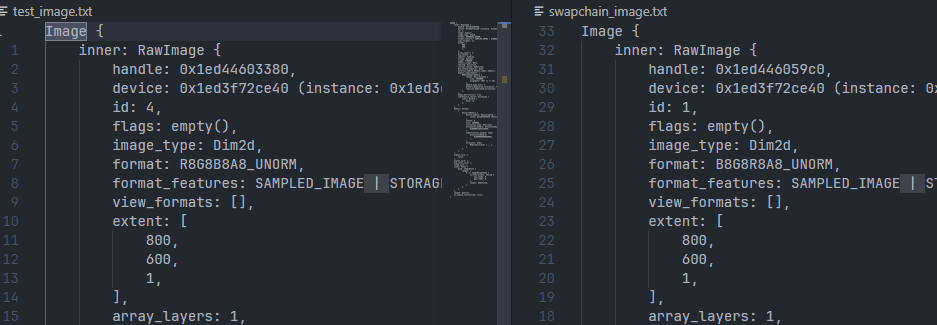 test_image.txt
Image {
1 inner: RawImage {
2 handle: 0x1ed44603380,
3 device: 0x1ed3f72ce40 (instance: 0x1ed3
4 id: 4,
5 flags: empty(),
6 image_type: Dim2d,
7 format: R8G8B8A8_UNORM,
8 format_features: SAMPLED_IMAGE | STORAG
9 view_formats: [],
10 extent: [
11 800,
12 600,
13 1,
14 ],
15 array_layers: 1,
swapchain_image.txt
33 Image {
32 inner: RawImage {
31 handle: 0x1ed446059c0,
30 device: 0x1ed3f72ce40 (instance: 0x
29 id: 1,
28 flags: empty(),
27 image_type: Dim2d,
26 format: B8G8R8A8_UNORM,
25 format_features: SAMPLED_IMAGE | ST
24 view_formats: [],
23 extent: [
22 800,
21 600,
20 1,
19 ],
18 array_layers: 1,